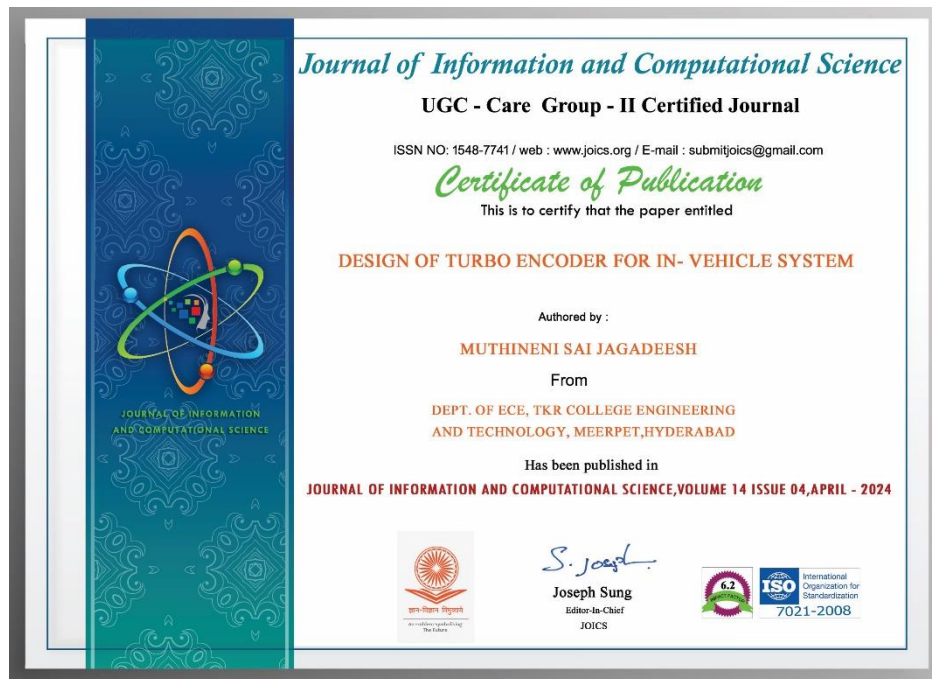 Journal of Information and Computational Science
UGC - Care Group - II Certified Journal
ISSN NO: 1548-7741 / web : www.joics.org / E-mail : submitjoics@gmail.com
Certificate of Publication
This is to certify that the paper entitled
DESIGN OF TURBO ENCODER FOR IN- VEHICLE SYSTEM
Authored by :
MUTHINENI SAI JAGADEESH
From
DEPT. OF ECE, TKR COLLEGE ENGINEERING
AND TECHNOLOGY, MEERPET,HYDERABAD
Has been published in
JOURNAL OF INFORMATION AND COMPUTATIONAL SCIENCE,VOLUME 14 ISSUE 04,APRIL - 2024
JOURNAL OF INFORMATION
AND COMPUTATIONAL SCIENCE
ज्ञान-विज्ञान विमुक्तये
The Future
S. Joseph
Joseph Sung
Editor-In-Chief
JOICS
6.2
IMPACT FACTOR
ISO
International
Organization for
Standardization
7021-2008